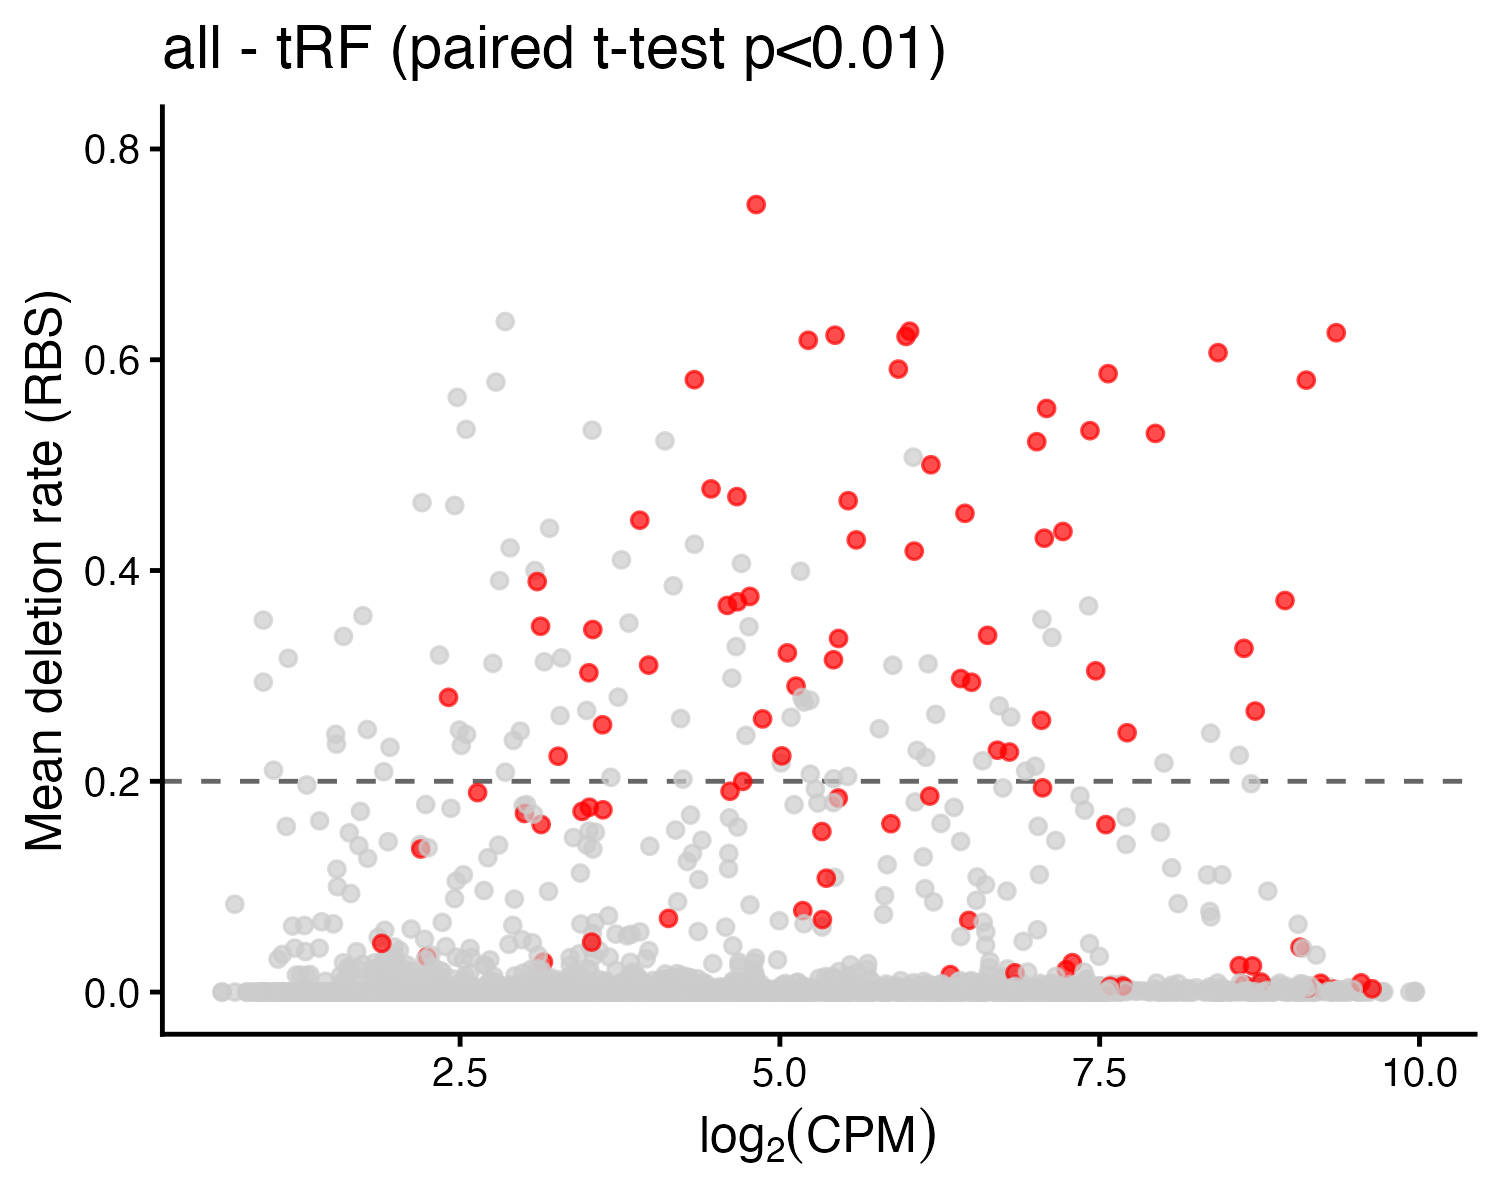 all - tRF (paired t-test p<0.01)
Mean deletion rate (RBS)
0.8
0.6
0.4
0.2
0.0
2.5 5.0 7.5 10.0
log₂(CPM)